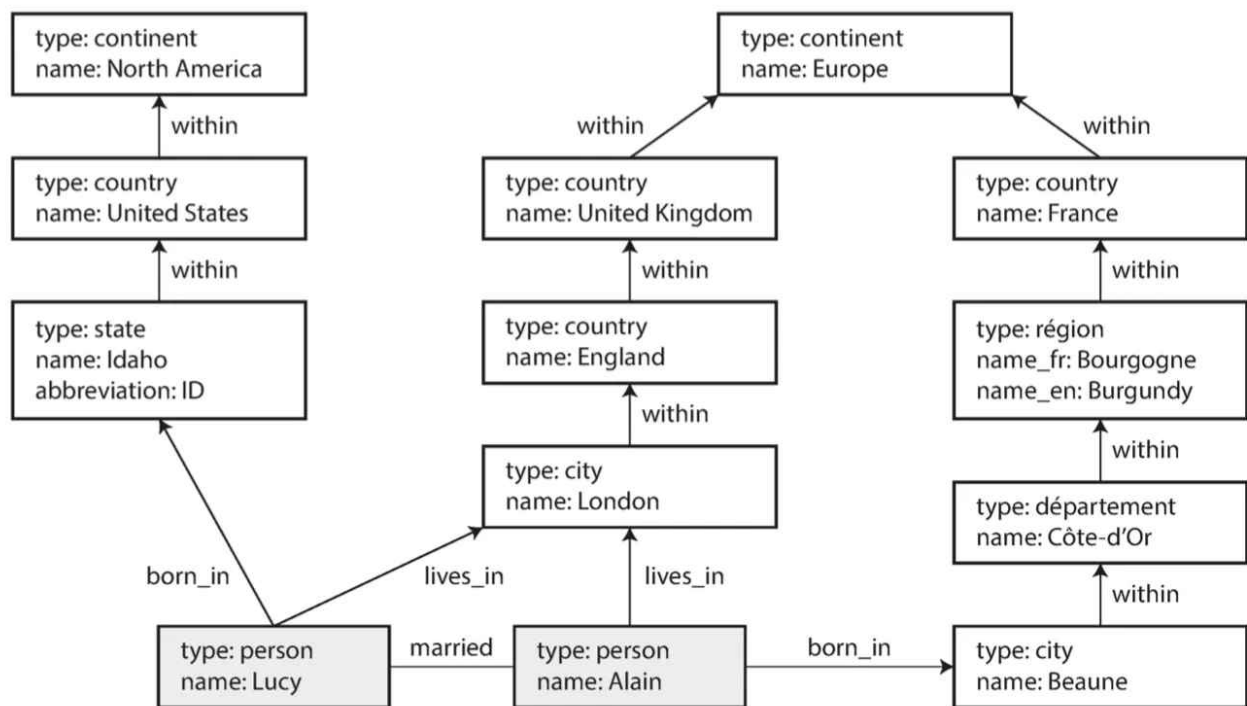 type: continent
name: North America
type: continent
name: Europe
within
within
within
type: country
name: United States
type: country
name: United Kingdom
type: country
name: France
within
within
within
type: state
name: Idaho
abbreviation: ID
type: country
name: England
type: région
name_fr: Bourgogne
name_en: Burgundy
within
within
type: city
name: London
type: département
name: Côte-d’Or
born_in
lives_in
lives_in
within
type: person
name: Lucy
married
type: person
name: Alain
born_in
type: city
name: Beaune